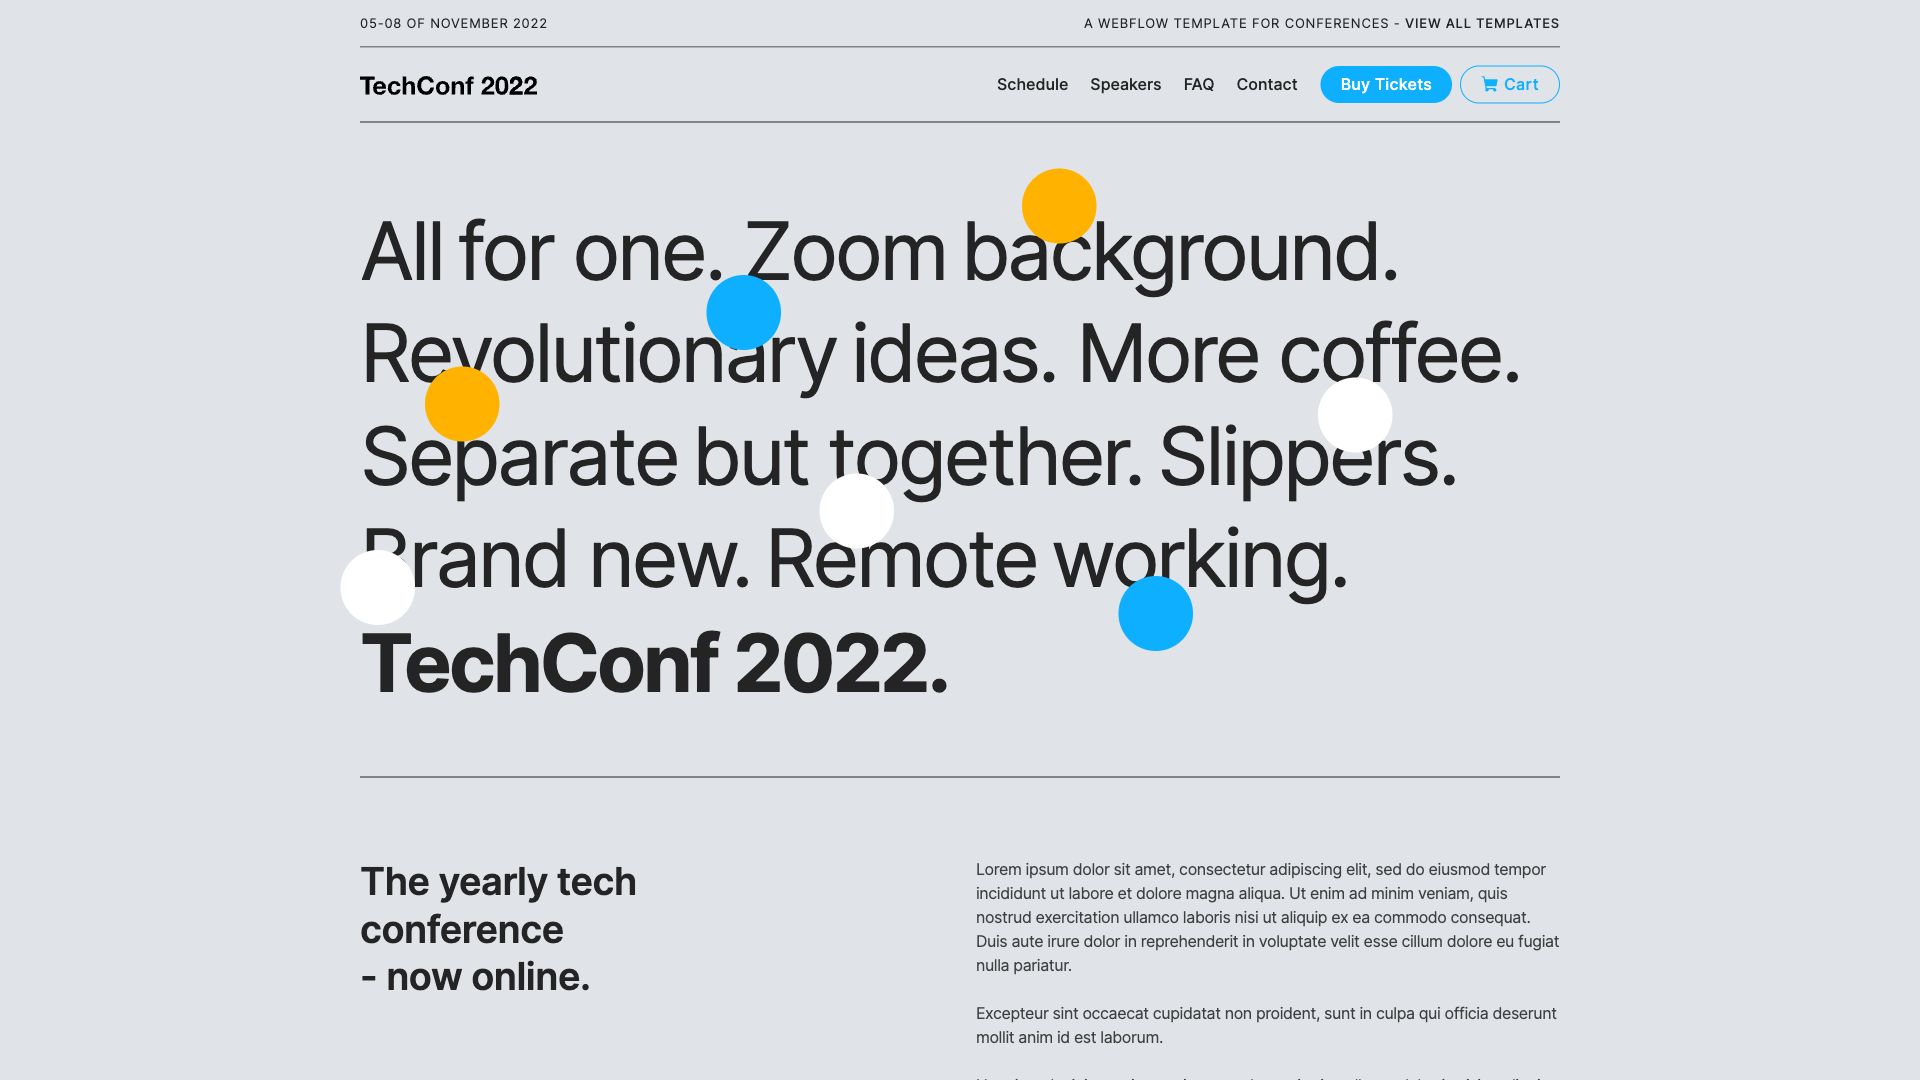 05-08 OF NOVEMBER 2022
A WEBFLOW TEMPLATE FOR CONFERENCES - VIEW ALL TEMPLATES
TechConf 2022
Schedule
Speakers
FAQ
Contact
Buy Tickets
Cart
All for one. Zoom background.
Revolutionary ideas. More coffee.
Separate but together. Slippers.
Brand new. Remote working.
TechConf 2022.
The yearly tech
conference
- now online.
Lorem ipsum dolor sit amet, consectetur adipiscing elit, sed do eiusmod tempor
incididunt ut labore et dolore magna aliqua. Ut enim ad minim veniam, quis
nostrud exercitation ullamco laboris nisi ut aliquip ex ea commodo consequat.
Duis aute irure dolor in reprehenderit in voluptate velit esse cillum dolore eu fugiat
nulla pariatur.
Excepteur sint occaecat cupidatat non proident, sunt in culpa qui officia deserunt
mollit anim id est laborum.